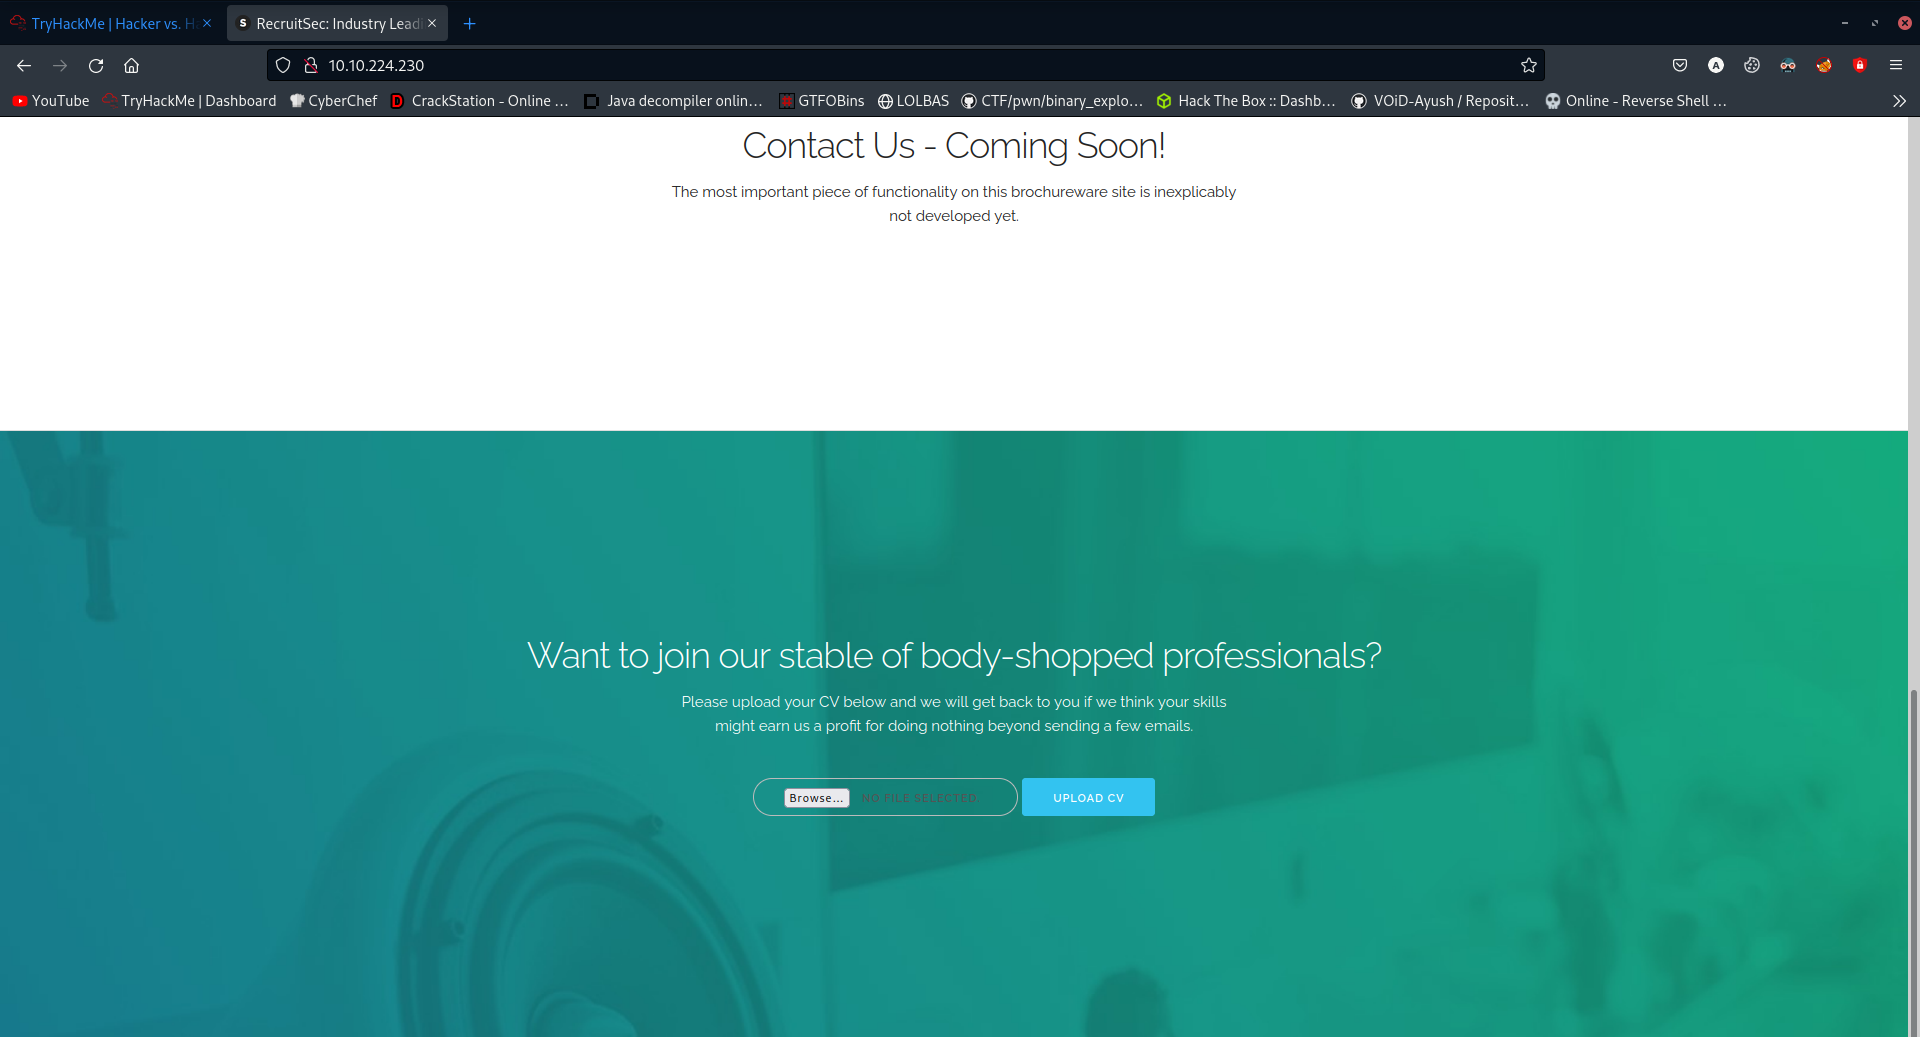 TryHackMe | Hacker vs. H
RecruitSec: Industry Leadi
10.10.224.230
YouTube
TryHackMe | Dashboard
CyberChef
CrackStation - Online ...
Java decompiler onlin...
GTFOBins
LOLBAS
CTF/pwn/binary_explo...
Hack The Box :: Dashb...
VOiD-Ayush / Reposit...
Online - Reverse Shell ...
Contact Us - Coming Soon!
The most important piece of functionality on this brochureware site is inexplicably
not developed yet.
Want to join our stable of body-shopped professionals?
Please upload your CV below and we will get back to you if we think your skills
might earn us a profit for doing nothing beyond sending a few emails.
Browse... NO FILE SELECTED.
UPLOAD CV